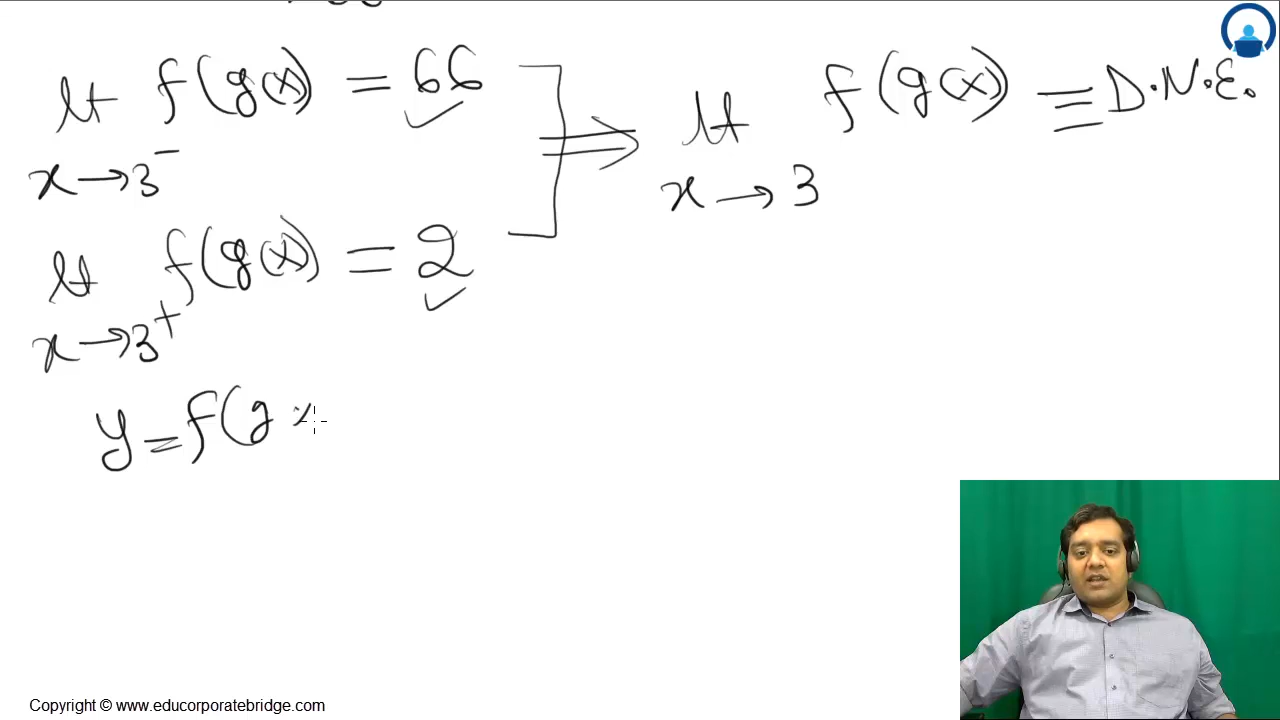 lt f(g(x)) = 66
x→3⁻
lt f(g(x)) = D.N.E.
x→3
lt f(g(x)) = 2
x→3⁺
y = f(g x
Copyright © www.educorporatebridge.com